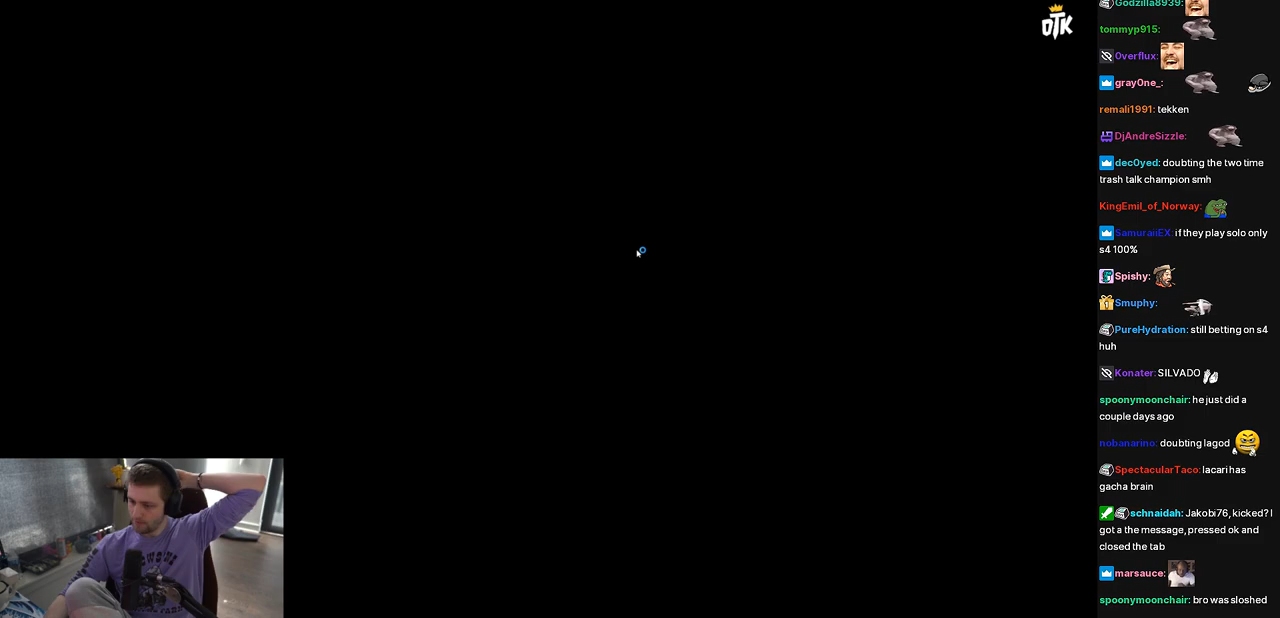 OTK
Godzilla8939:
tommyp915:
0verflux:
gray0ne_:
remali1991: tekken
DjAndreSizzle:
dec0yed: doubting the two time
trash talk champion smh
KingEmil_of_Norway:
SamuraiiEX: if they play solo only
s4 100%
Spishy:
Smuphy:
PureHydration: still betting on s4
huh
Konater: SILVADO
spoonymoonchair: he just did a
couple days ago
nobanarino: doubting lagod
SpectacularTaco: lacari has
gacha brain
schnaidah: Jakobi76, kicked? I
got a the message, pressed ok and
closed the tab
marsauce:
spoonymoonchair: bro was sloshed